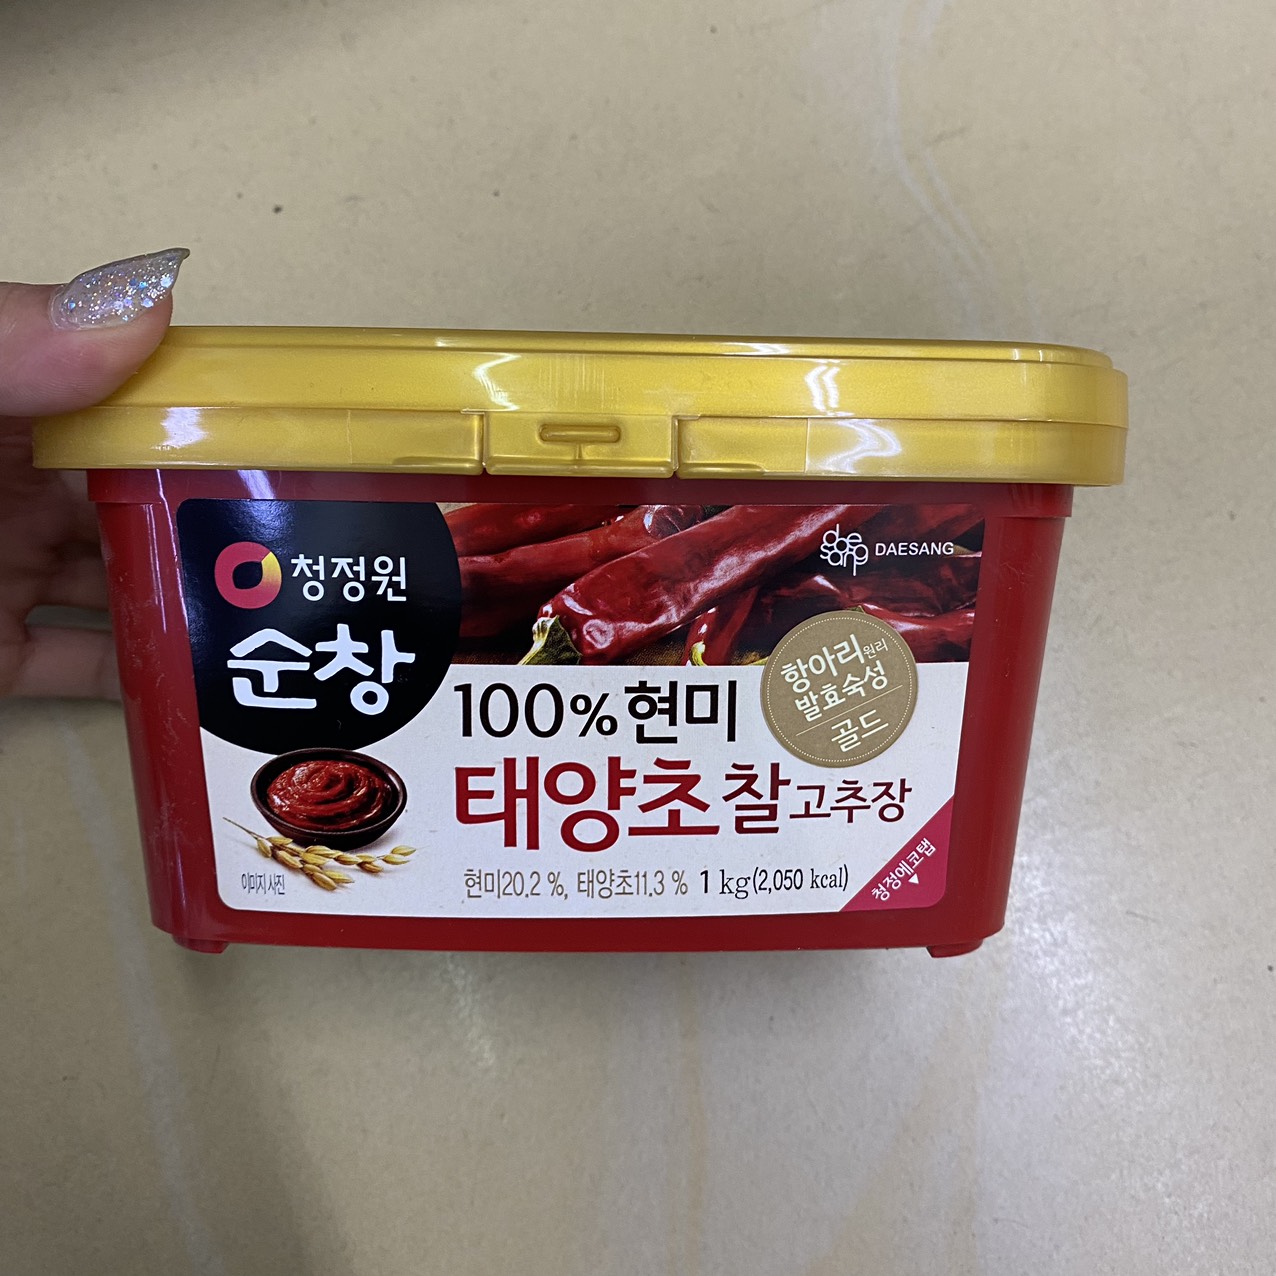 청정원
순창
daesang DAESANG
항아리원리
발효숙성
골드
100%현미
태양초찰고추장
현미20.2 %, 태양초11.3 % 1 kg(2,050 kcal)
이미지 사진
청정에코탭